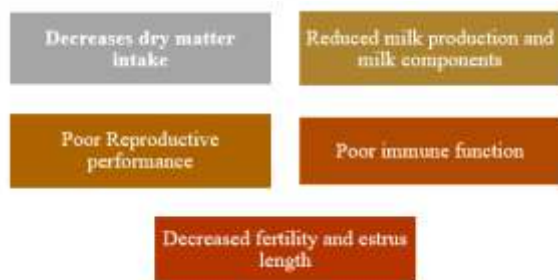 Decreases dry matter
intake
Reduced milk production and
milk components
Poor Reproductive
performance
Poor immune function
Decreased fertility and estrus
length